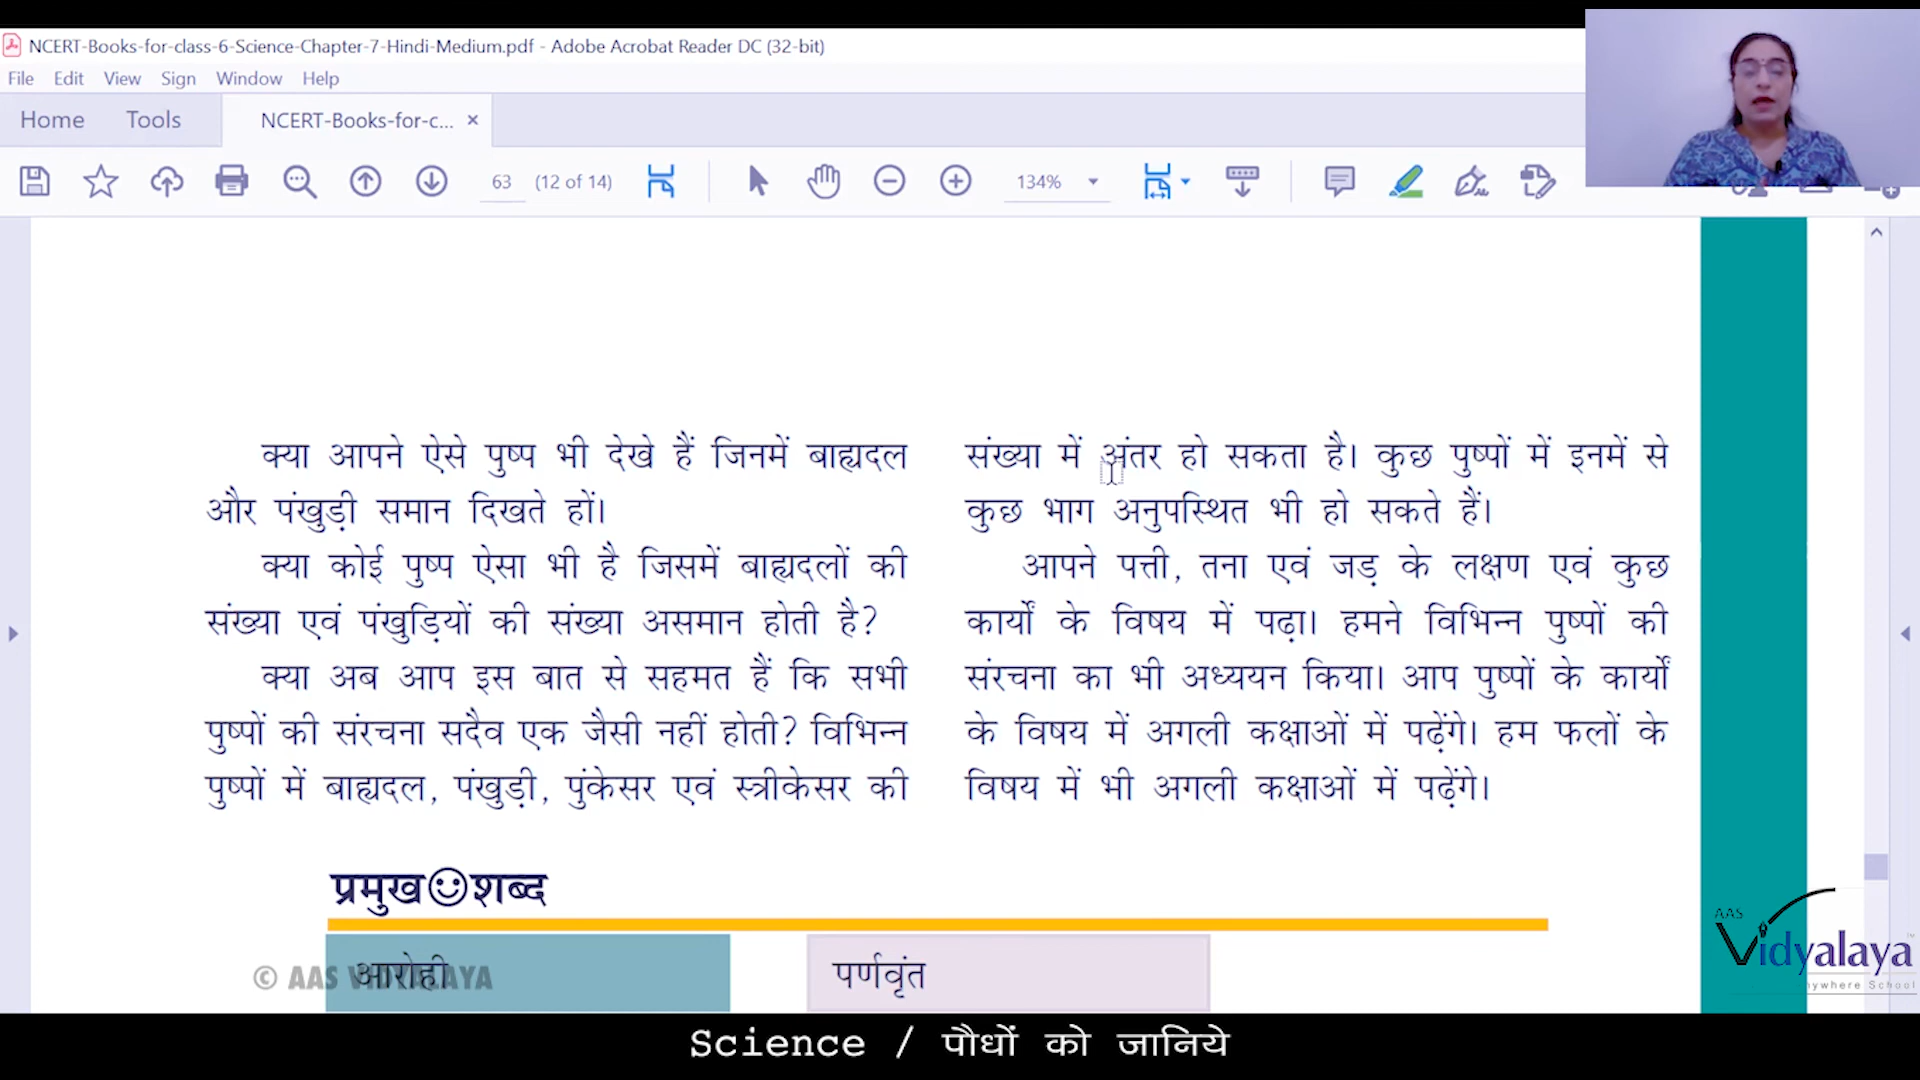 NCERT-Books-for-class-6-Science-Chapter-7-Hindi-Medium.pdf - Adobe Acrobat Reader DC (32-bit)
File Edit View Sign Window Help
Home Tools NCERT-Books-for-c... ×
63 (12 of 14) 134%
क्या आपने ऐसे पुष्प भी देखे हैं जिनमें बाह्यदल
और पंखुड़ी समान दिखते हों।
क्या कोई पुष्प ऐसा भी है जिसमें बाह्यदलों की
संख्या एवं पंखुड़ियों की संख्या असमान होती है?
क्या अब आप इस बात से सहमत हैं कि सभी
पुष्पों की संरचना सदैव एक जैसी नहीं होती? विभिन्न
पुष्पों में बाह्यदल, पंखुड़ी, पुंकेसर एवं स्त्रीकेसर की
संख्या में अंतर हो सकता है। कुछ पुष्पों में इनमें से
कुछ भाग अनुपस्थित भी हो सकते हैं।
आपने पत्ती, तना एवं जड़ के लक्षण एवं कुछ
कार्यों के विषय में पढ़ा। हमने विभिन्न पुष्पों की
संरचना का भी अध्ययन किया। आप पुष्पों के कार्यों
के विषय में अगली कक्षाओं में पढ़ेंगे। हम फलों के
विषय में भी अगली कक्षाओं में पढ़ेंगे।
प्रमुख शब्द
आरोही
© AAS VIDYALAYA
पर्णवृंत
AAS
Vidyalaya
Anywhere School
Science / पौधों को जानिये